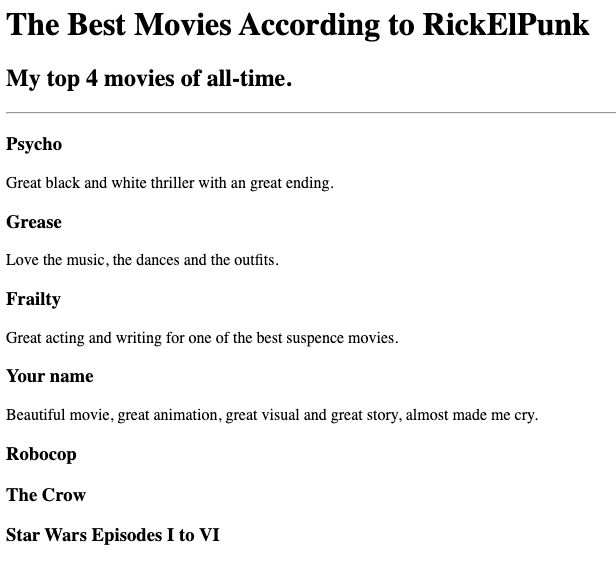 The Best Movies According to RickElPunk
My top 4 movies of all-time.
Psycho
Great black and white thriller with an great ending.
Grease
Love the music, the dances and the outfits.
Frailty
Great acting and writing for one of the best suspence movies.
Your name
Beautiful movie, great animation, great visual and great story, almost made me cry.
Robocop
The Crow
Star Wars Episodes I to VI